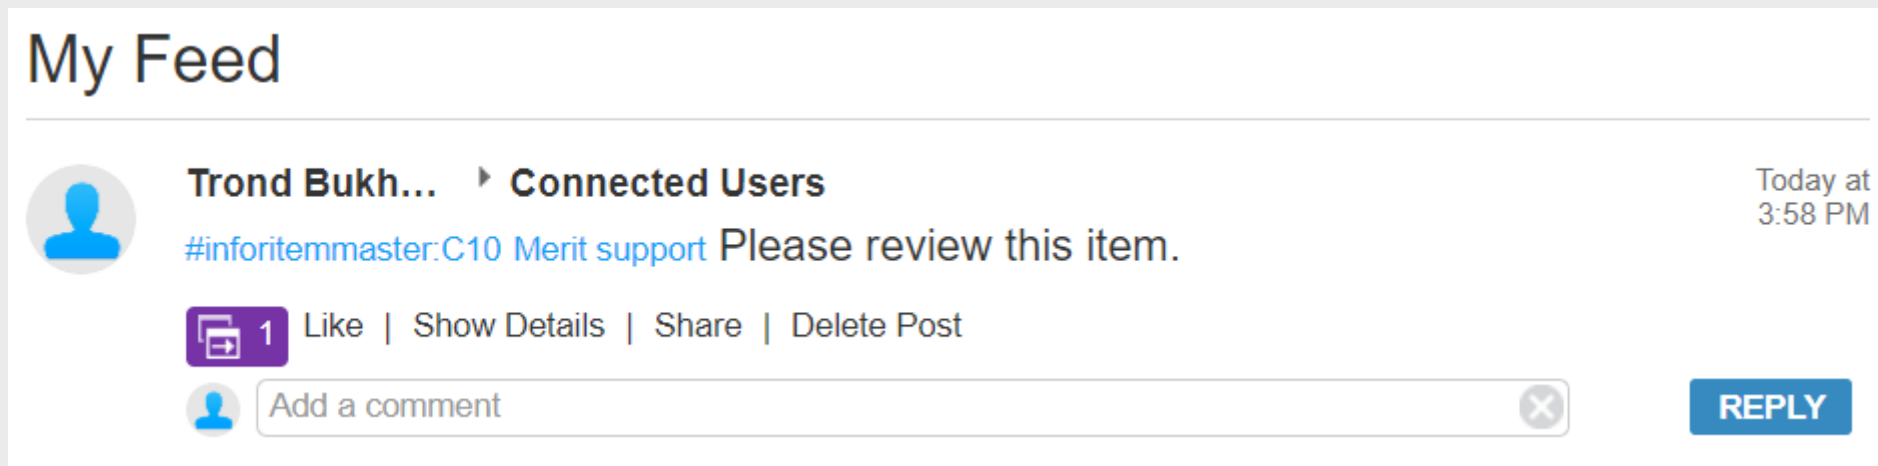 My Feed
Trond Bukh... Connected Users
Today at
3:58 PM
#inforitemmaster:C10 Merit support Please review this item.
1 Like | Show Details | Share | Delete Post
Add a comment
REPLY